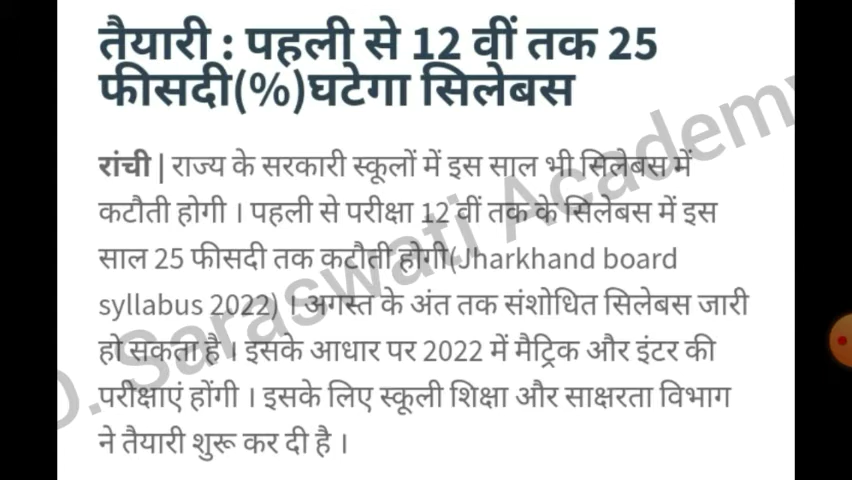 तैयारी : पहली से 12 वीं तक 25
फीसदी(%)घटेगा सिलेबस
रांची | राज्य के सरकारी स्कूलों में इस साल भी सिलेबस में
कटौती होगी । पहली से परीक्षा 12 वीं तक के सिलेबस में इस
साल 25 फीसदी तक कटौती होगी(Jharkhand board
syllabus 2022) । अगस्त के अंत तक संशोधित सिलेबस जारी
हो सकता है । इसके आधार पर 2022 में मैट्रिक और इंटर की
परीक्षाएं होंगी । इसके लिए स्कूली शिक्षा और साक्षरता विभाग
ने तैयारी शुरू कर दी है ।
D. Saraswati Academy